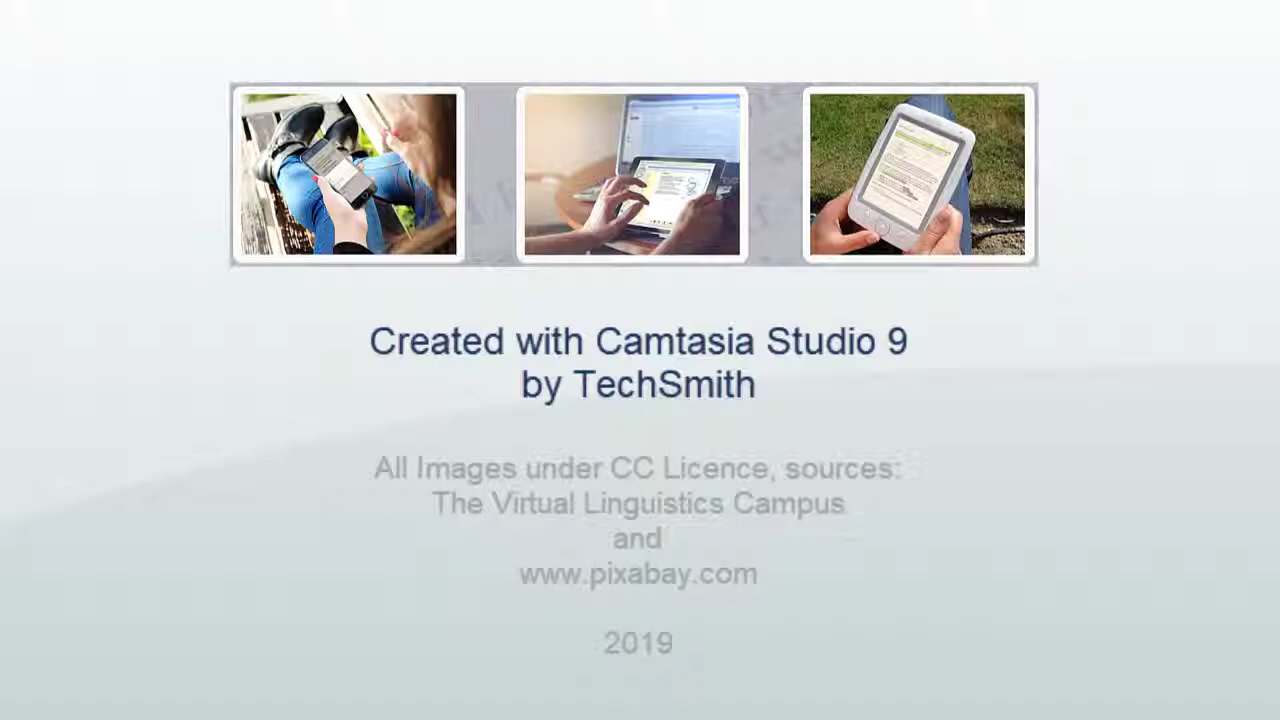 Created with Camtasia Studio 9
by TechSmith
All Images under CC Licence, sources:
The Virtual Linguistics Campus
and
www.pixabay.com
2019